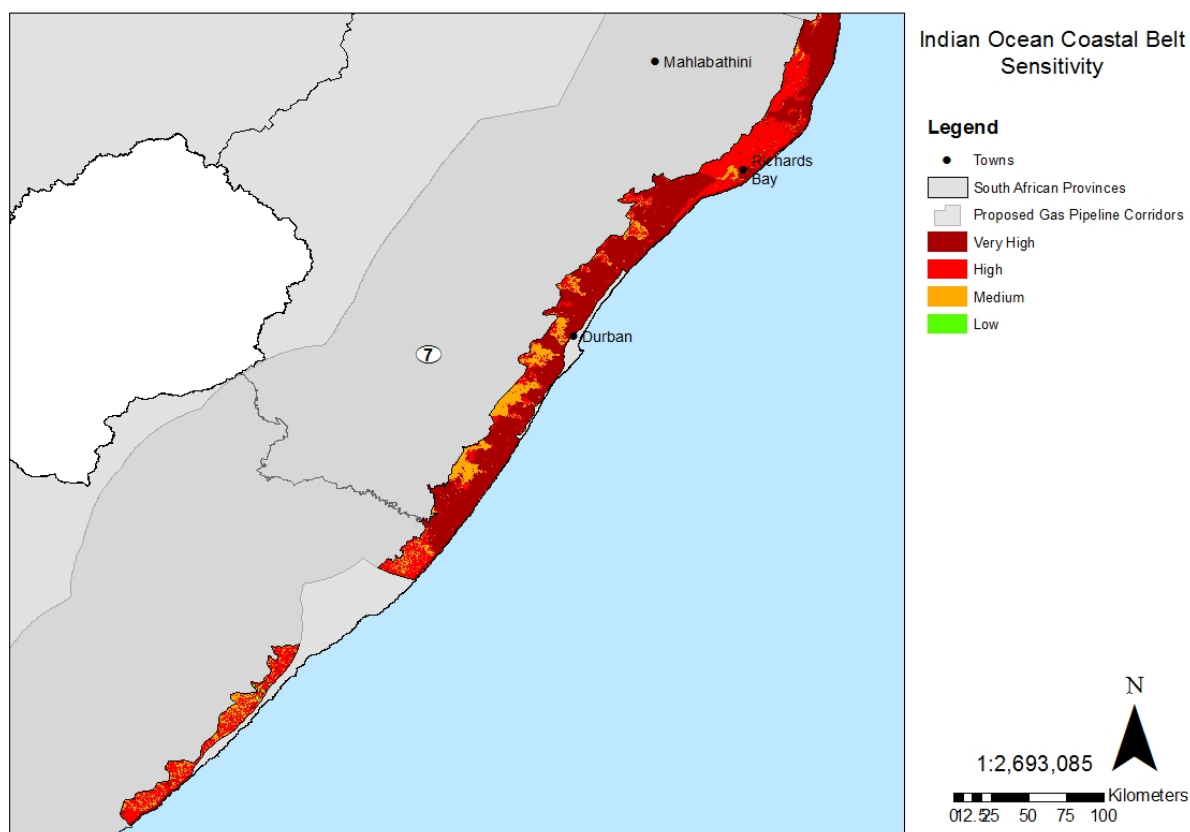 Indian Ocean Coastal Belt
Sensitivity
Mahlabathini
Richards
Bay
Durban
7
Legend
Towns
South African Provinces
Proposed Gas Pipeline Corridors
Very High
High
Medium
Low
N
1:2,693,085
Kilometers
0 12.5 25 50 75 100